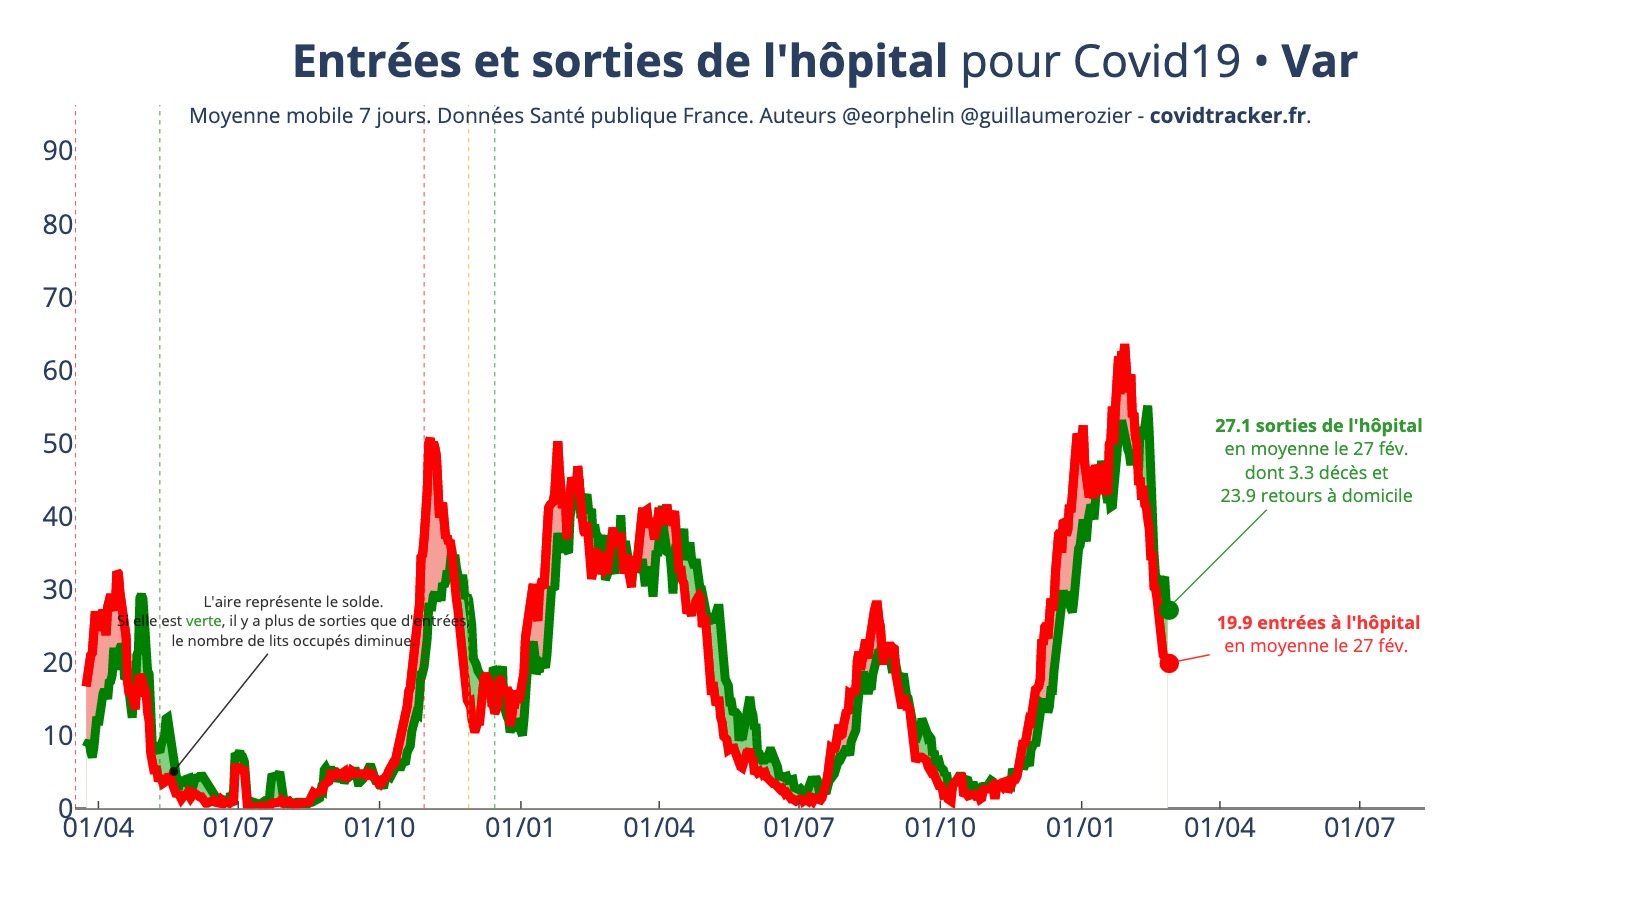 Entrées et sorties de l'hôpital pour Covid19 • Var
Moyenne mobile 7 jours. Données Santé publique France. Auteurs @eorphelin @guillaumerozier - covidtracker.fr.
90
80
70
60
50
40
30
20
10
0
27.1 sorties de l'hôpital
en moyenne le 27 fév.
dont 3.3 décès et
23.9 retours à domicile
L'aire représente le solde.
Si elle est verte, il y a plus de sorties que d'entrées,
le nombre de lits occupés diminue
19.9 entrées à l'hôpital
en moyenne le 27 fév.
01/04 01/07 01/10 01/01 01/04 01/07 01/10 01/01 01/04 01/07